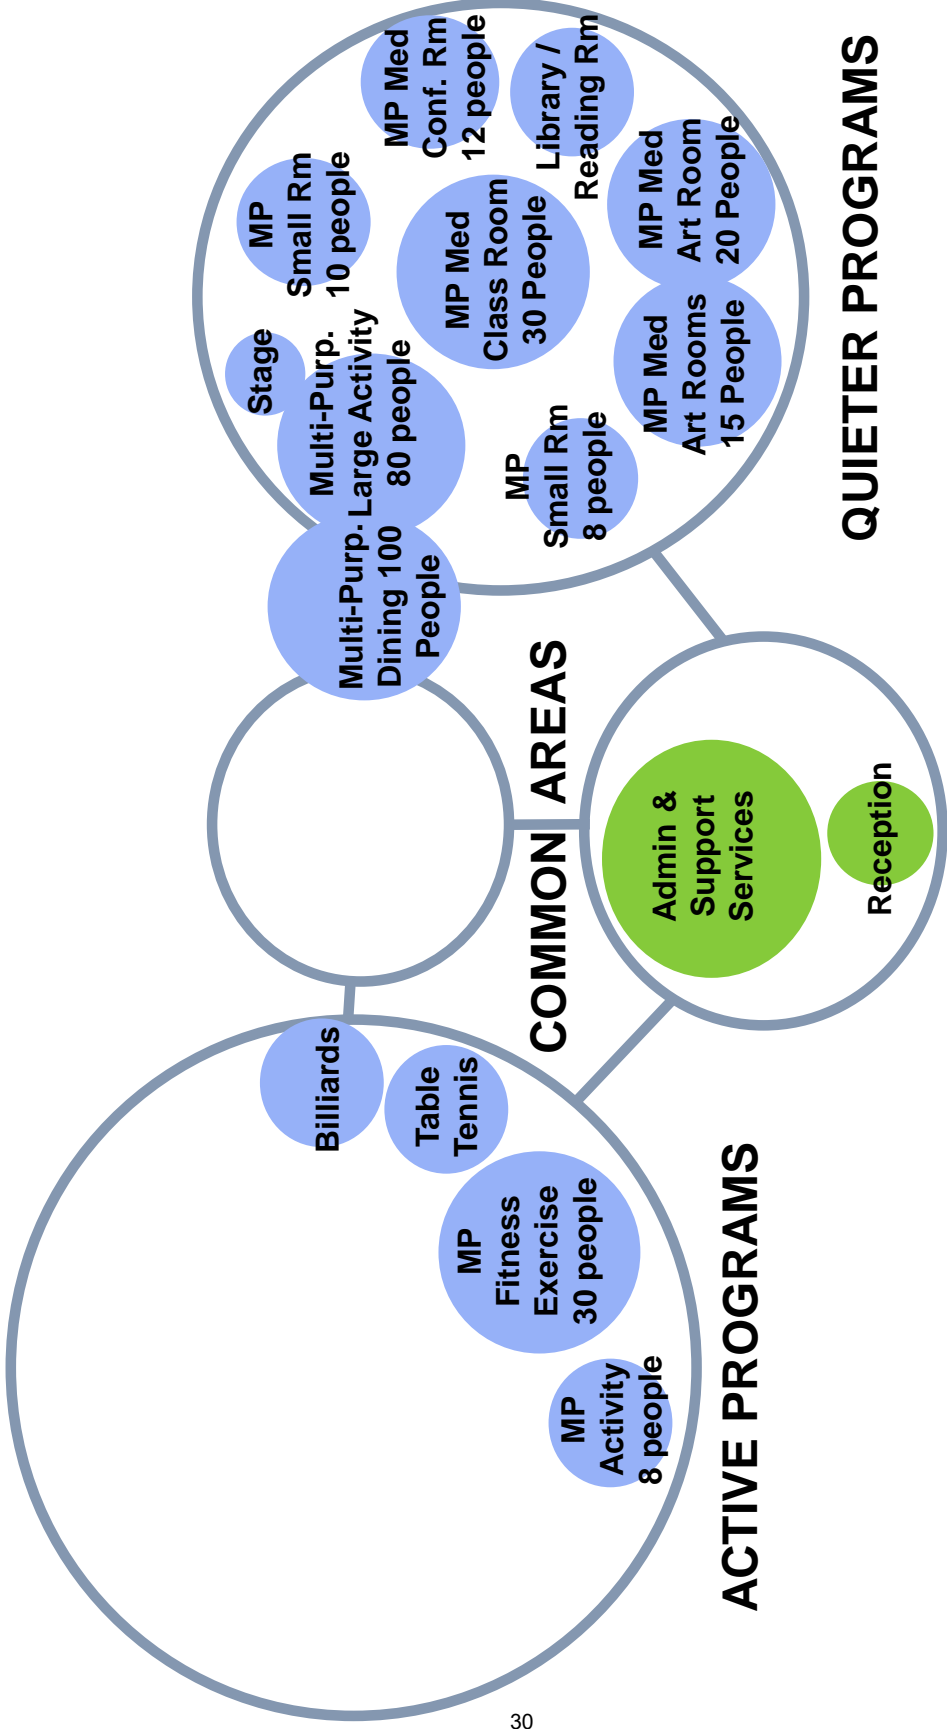 MP
Activity
8 people
MP
Fitness
Exercise
30 people
Table
Tennis
Billiards
ACTIVE PROGRAMS
COMMON AREAS
Admin &
Support
Services
Reception
Multi-Purp.
Dining 100
People
Multi-Purp.
Large Activity
80 people
Stage
MP
Small Rm
10 people
MP Med
Conf. Rm
12 people
Library /
Reading Rm
MP Med
Class Room
30 People
MP
Small Rm
8 people
MP Med
Art Rooms
15 People
MP Med
Art Room
20 People
QUIETER PROGRAMS
30